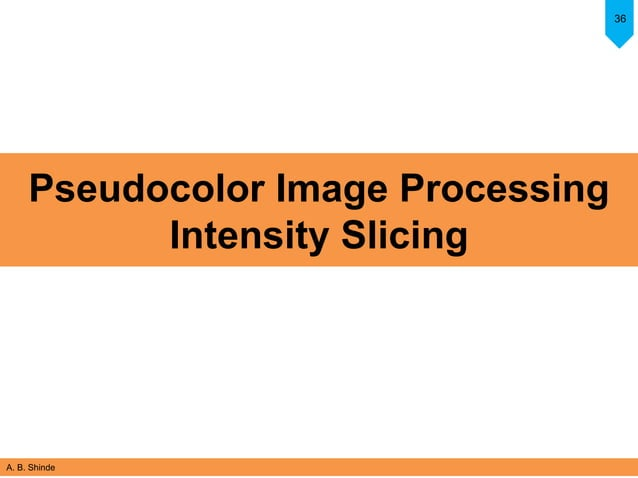 36
Pseudocolor Image Processing
Intensity Slicing
A. B. Shinde